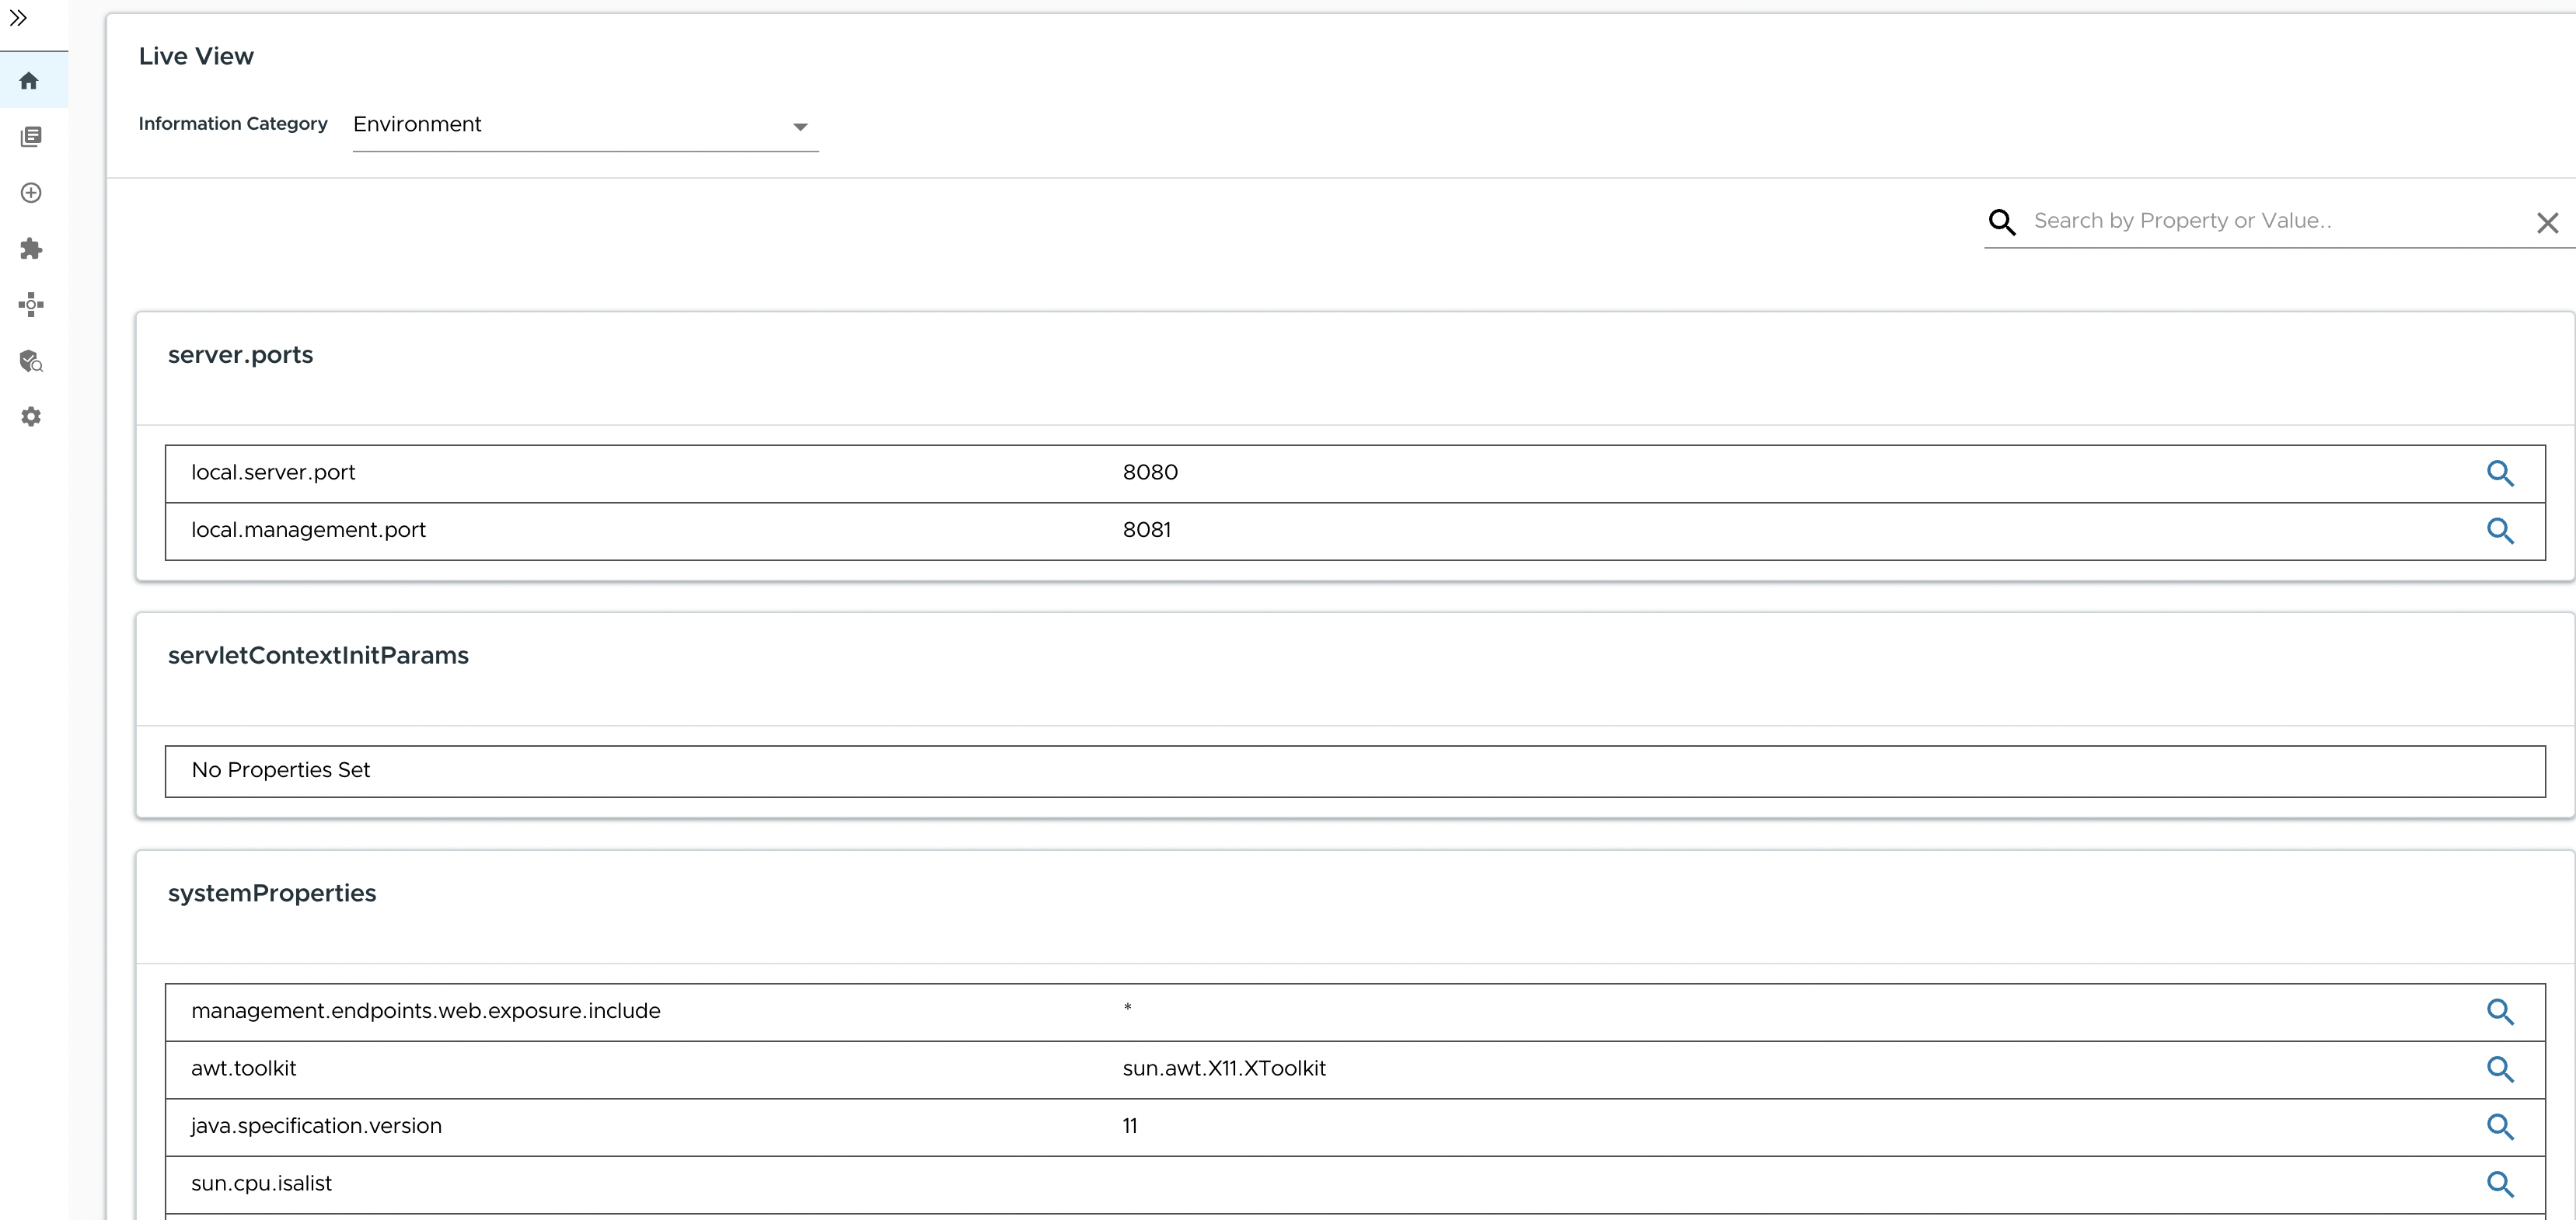 Live View
Information Category Environment
Search by Property or Value..
server.ports
local.server.port 8080
local.management.port 8081
servletContextInitParams
No Properties Set
systemProperties
management.endpoints.web.exposure.include *
awt.toolkit sun.awt.X11.XToolkit
java.specification.version 11
sun.cpu.isalist